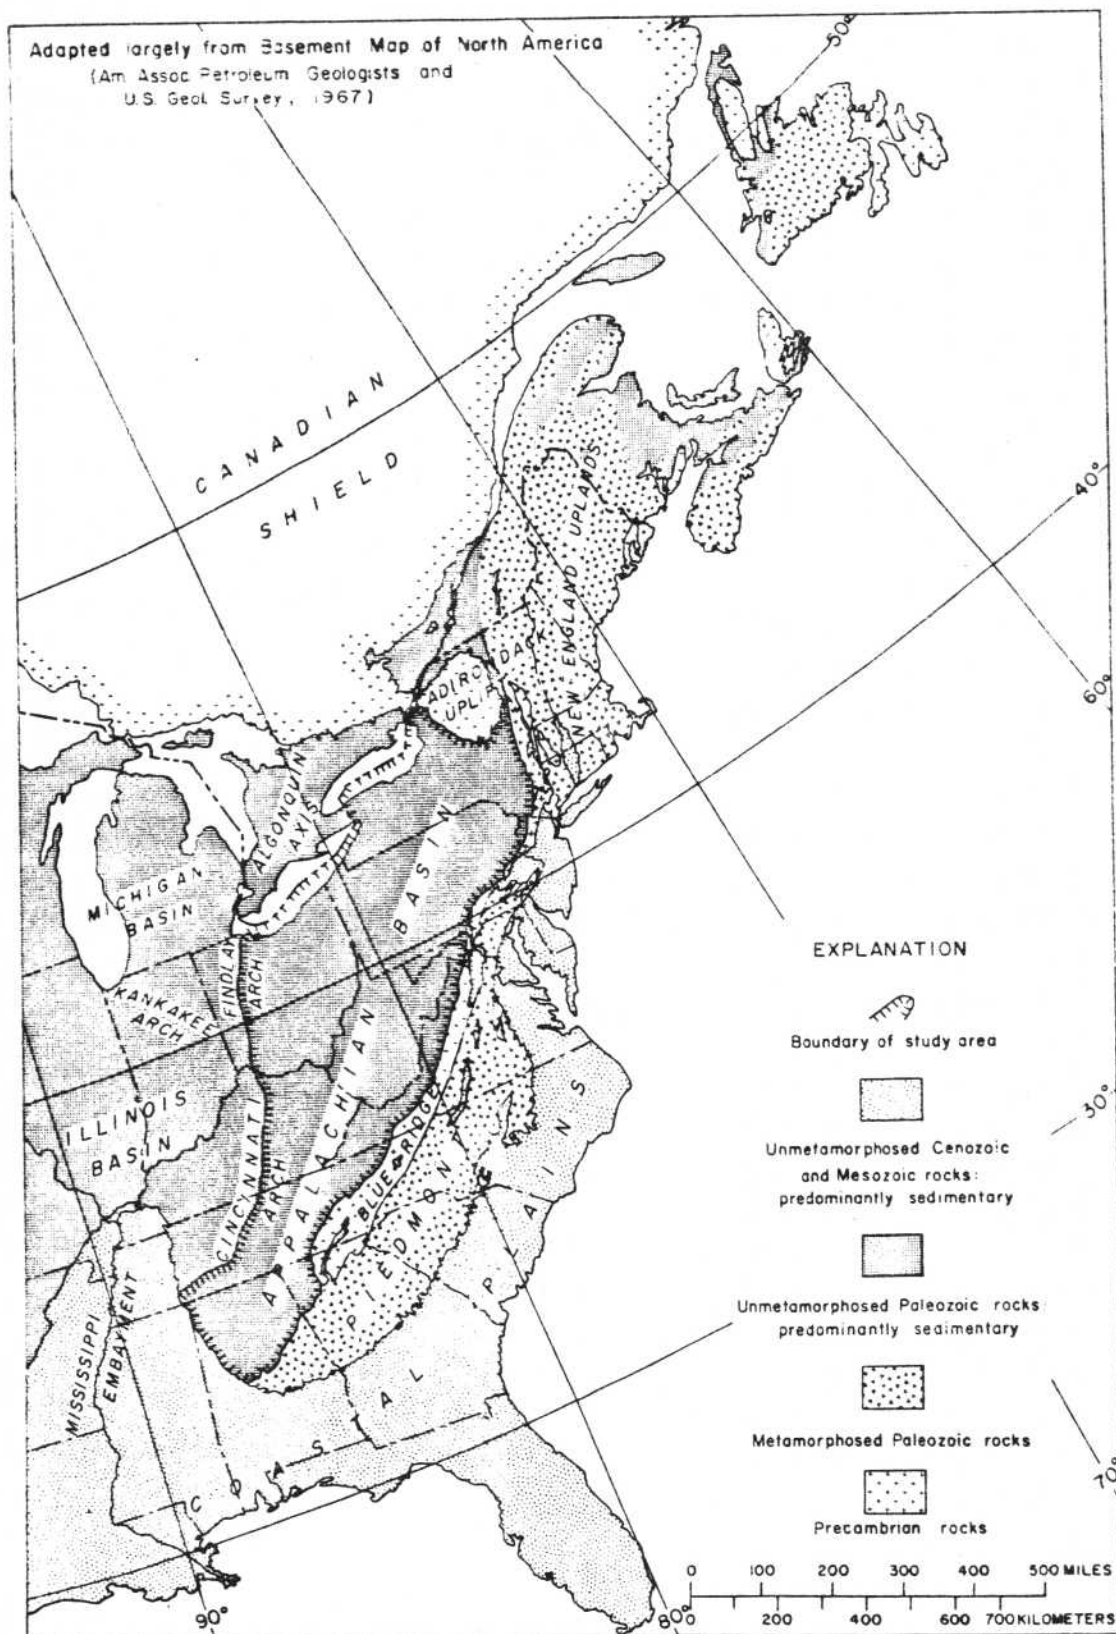 Adapted largely from Basement Map of North America
(Am. Assoc. Petroleum Geologists and
U.S. Geol. Survey, 1967)
50°
CANADIAN
SHIELD
40°
NEW ENGLAND UPLANDS
ADIRONDACK
UPLIFT
60°
ALGONQUIN
AXIS
MICHIGAN
BASIN
FINDLAY
ARCH
KANKAKEE
ARCH
APPALACHIAN BASIN
ILLINOIS
BASIN
CINCINNATI
ARCH
BLUE RIDGE
PIEDMONT
COASTAL PLAINS
MISSISSIPPI
EMBAYMENT
30°
70°
90°
80°
EXPLANATION
Boundary of study area
Unmetamorphosed Cenozoic
and Mesozoic rocks:
predominantly sedimentary
Unmetamorphosed Paleozoic rocks:
predominantly sedimentary
Metamorphosed Paleozoic rocks
Precambrian rocks
0 100 200 300 400 500 MILES
0 200 400 600 700 KILOMETERS